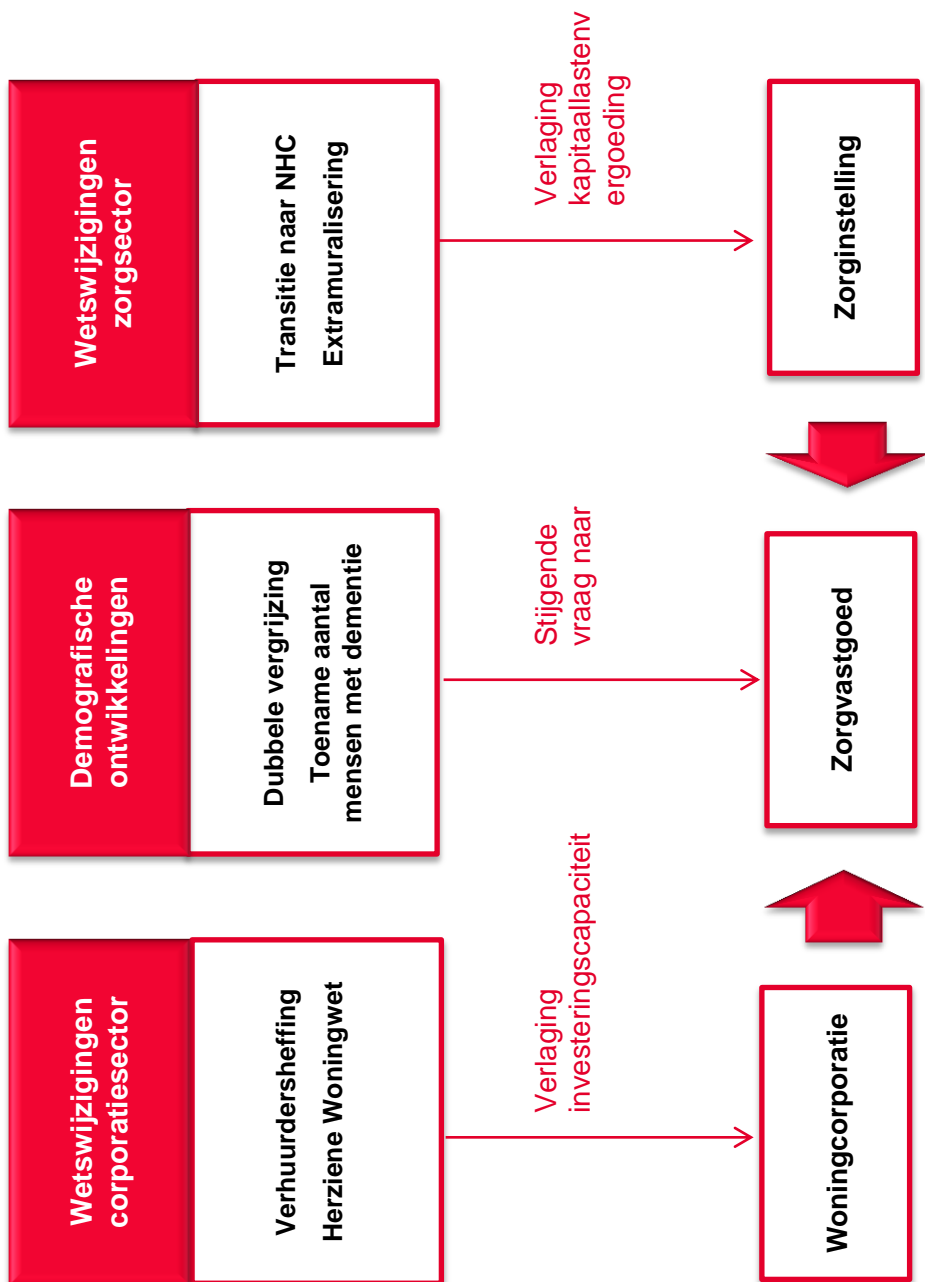 Wetswijzigingen
corporatiesector
Verhuurdersheffing
Herziene Woningwet
Verlaging
investeringscapaciteit
Woningcorporatie
Demografische
ontwikkelingen
Dubbele vergrijzing
Toename aantal
mensen met dementie
Stijgende
vraag naar
Zorgvastgoed
Wetswijzigingen
zorgsector
Transitie naar NHC
Extramuralisering
Verlaging
kapitaallastenv
ergoeding
Zorginstelling